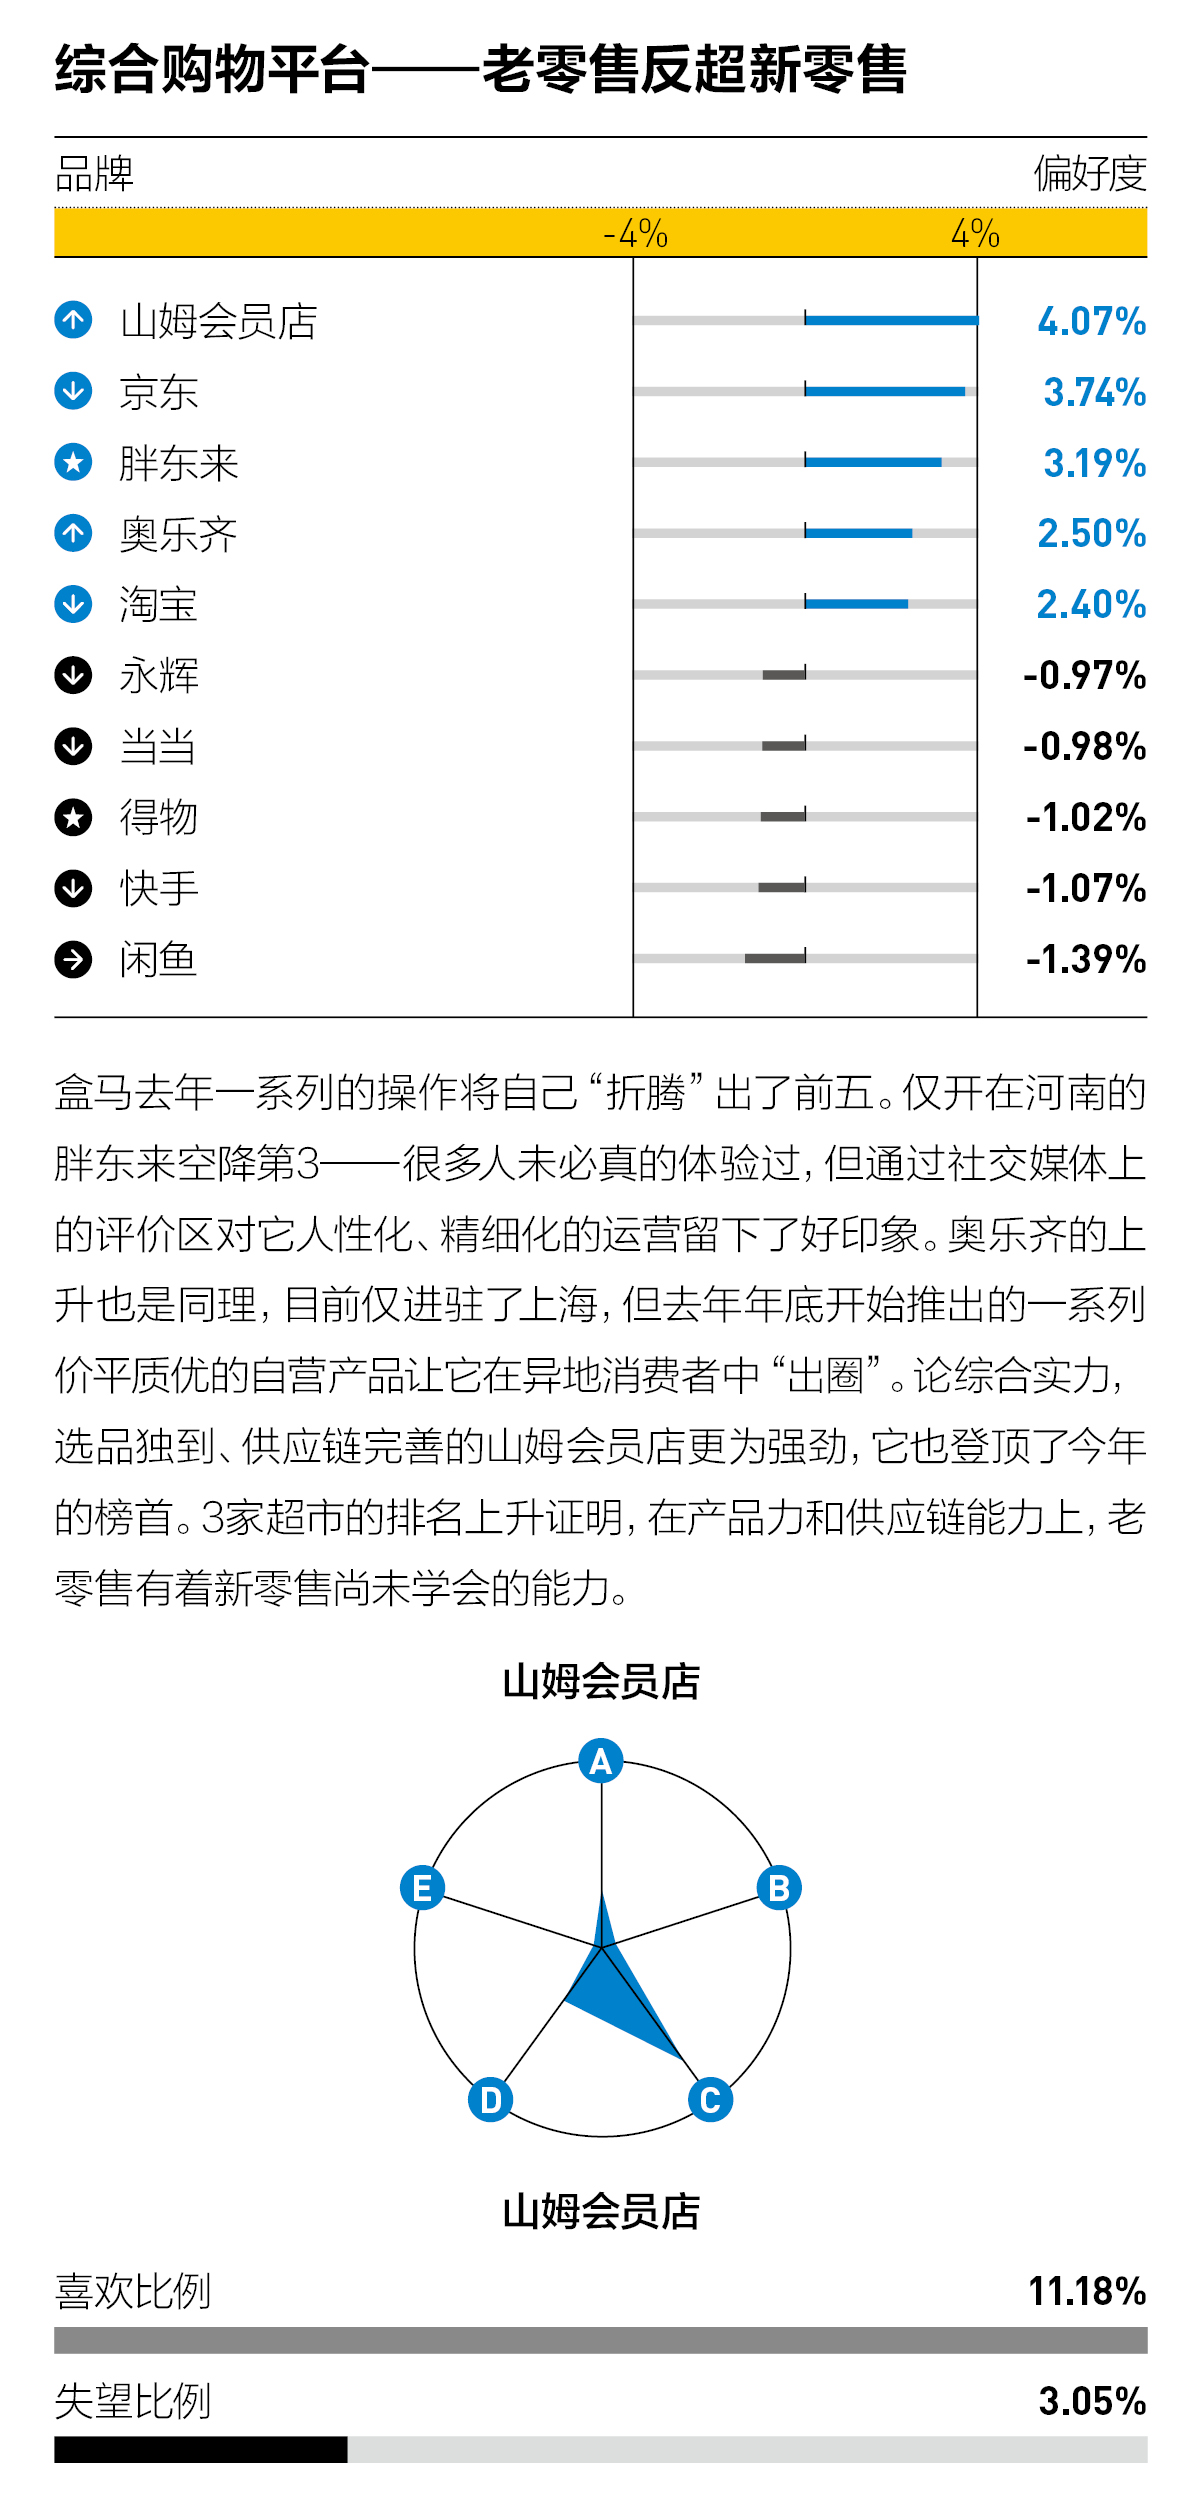 综合购物平台——老零售反超新零售
品牌 偏好度
-4% 4%
山姆会员店 4.07%
京东 3.74%
胖东来 3.19%
奥乐齐 2.50%
淘宝 2.40%
永辉 -0.97%
当当 -0.98%
得物 -1.02%
快手 -1.07%
闲鱼 -1.39%
盒马去年一系列的操作将自己“折腾”出了前五。仅开在河南的
胖东来空降第3——很多人未必真的体验过，但通过社交媒体上
的评价区对它人性化、精细化的运营留下了好印象。奥乐齐的上
升也是同理，目前仅进驻了上海，但去年年底开始推出的一系列
价平质优的自营产品让它在异地消费者中“出圈”。论综合实力，
选品独到、供应链完善的山姆会员店更为强劲，它也登顶了今年
的榜首。3家超市的排名上升证明，在产品力和供应链能力上，老
零售有着新零售尚未学会的能力。
山姆会员店
A
E B
D C
山姆会员店
喜欢比例 11.18%
失望比例 3.05%